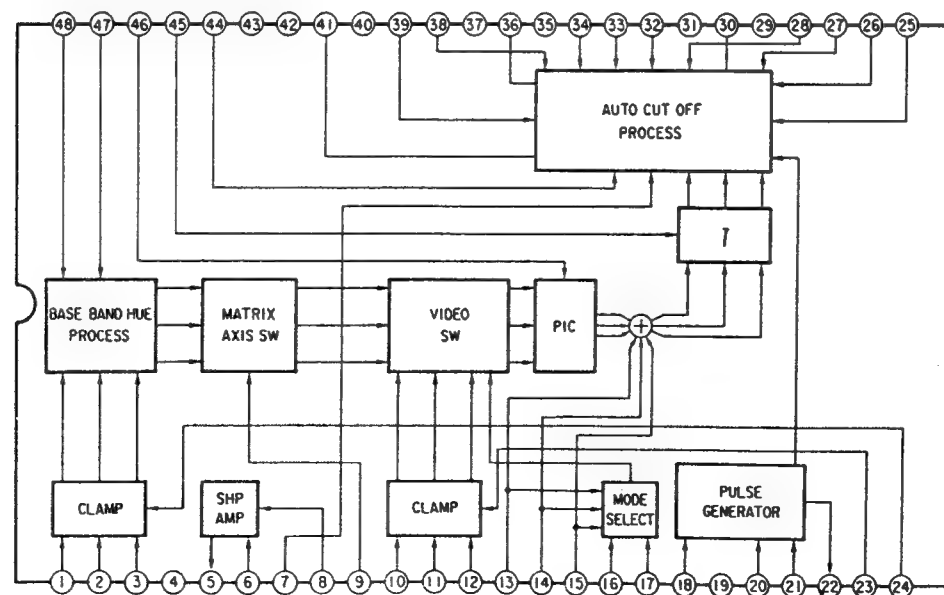 48 47 46 45 44 43 42 41 40 39 38 37 36 35 34 33 32 31 30 29 28 27 26 25
AUTO CUT OFF
PROCESS
γ
BASE BAND HUE
PROCESS
MATRIX
AXIS SW
VIDEO
SW
PIC
+
CLAMP
SHP
AMP
CLAMP
MODE
SELECT
PULSE
GENERATOR
1 2 3 4 5 6 7 8 9 10 11 12 13 14 15 16 17 18 19 20 21 22 23 24